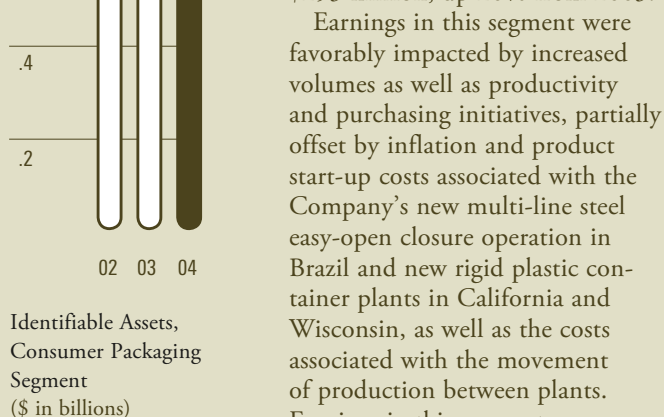 .4
.2
02 03 04
Identifiable Assets,
Consumer Packaging
Segment
($ in billions)
Earnings in this segment were
favorably impacted by increased
volumes as well as productivity
and purchasing initiatives, partially
offset by inflation and product
start-up costs associated with the
Company’s new multi-line steel
easy-open closure operation in
Brazil and new rigid plastic con-
tainer plants in California and
Wisconsin, as well as the costs
associated with the movement
of production between plants.